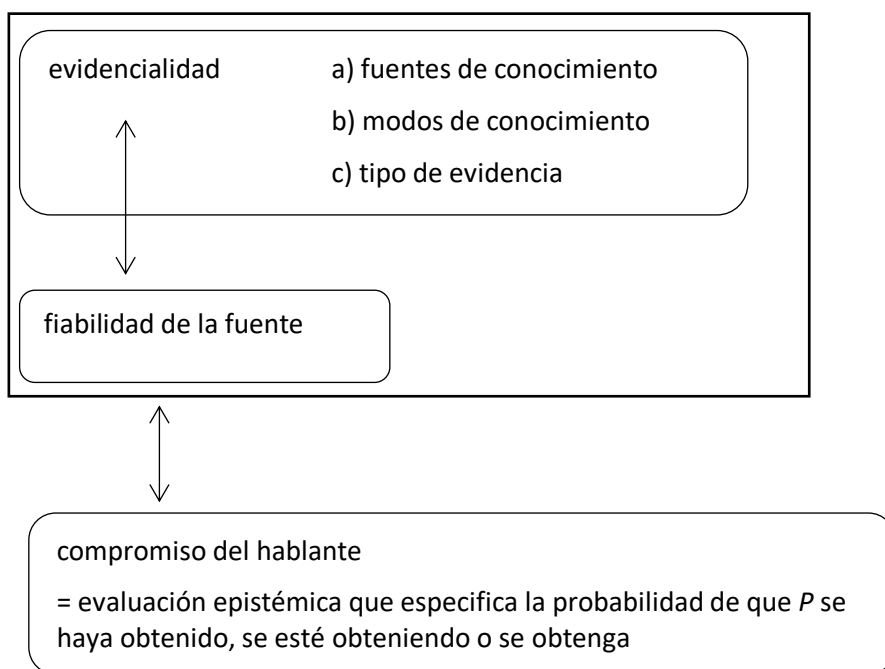 evidencialidad a) fuentes de conocimiento
b) modos de conocimiento
c) tipo de evidencia
fiabilidad de la fuente
compromiso del hablante
= evaluación epistémica que especifica la probabilidad de que P se
haya obtenido, se esté obteniendo o se obtenga